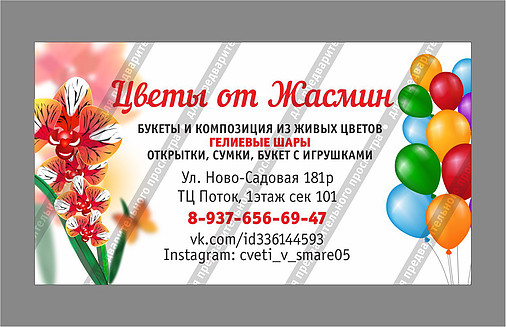 Цветы от Жасмин
БУКЕТЫ И КОМПОЗИЦИЯ ИЗ ЖИВЫХ ЦВЕТОВ
ГЕЛИЕВЫЕ ШАРЫ
ОТКРЫТКИ, СУМКИ, БУКЕТ С ИГРУШКАМИ
Ул. Ново-Садовая 181р
ТЦ Поток, 1этаж сек 101
8-937-656-69-47
vk.com/id336144593
Instagram: cveti_v_smare05